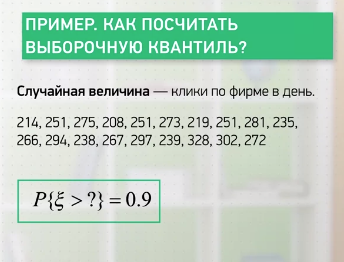 ПРИМЕР. КАК ПОСЧИТАТЬ
ВЫБОРОЧНУЮ КВАНТИЛЬ?
Случайная величина — клики по фирме в день.
214, 251, 275, 208, 251, 273, 219, 251, 281, 235,
266, 294, 238, 267, 297, 239, 328, 302, 272
P{ξ > ?} = 0.9